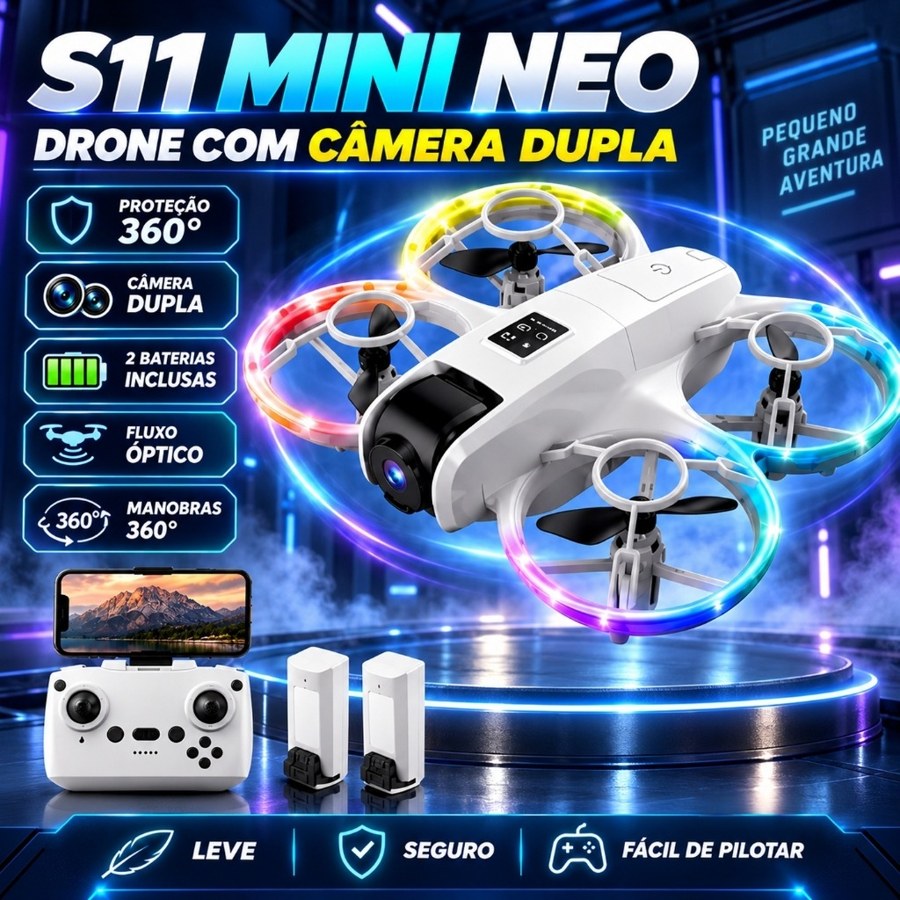 S11 MINI NEO
DRONE COM CÂMERA DUPLA
PEQUENO
GRANDE
AVENTURA
PROTEÇÃO
360°
CÂMERA
DUPLA
2 BATERIAS
INCLUSAS
FLUXO
ÓPTICO
360°
MANOBRAS
360°
LEVE
SEGURO
FÁCIL DE PILOTAR